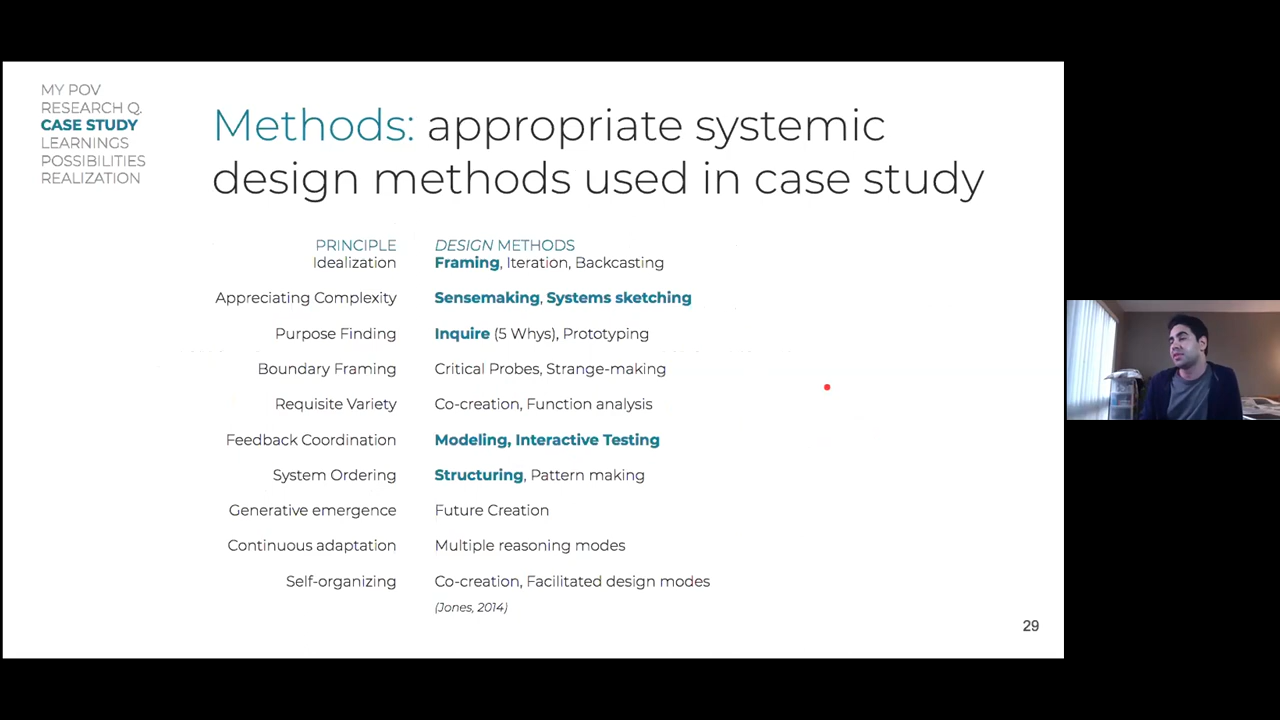 MY POV
RESEARCH Q.
CASE STUDY
LEARNINGS
POSSIBILITIES
REALIZATION
Methods: appropriate systemic
design methods used in case study
PRINCIPLE DESIGN METHODS
Idealization Framing, Iteration, Backcasting
Appreciating Complexity Sensemaking, Systems sketching
Purpose Finding Inquire (5 Whys), Prototyping
Boundary Framing Critical Probes, Strange-making
Requisite Variety Co-creation, Function analysis
Feedback Coordination Modeling, Interactive Testing
System Ordering Structuring, Pattern making
Generative emergence Future Creation
Continuous adaptation Multiple reasoning modes
Self-organizing Co-creation, Facilitated design modes
(Jones, 2014)
29